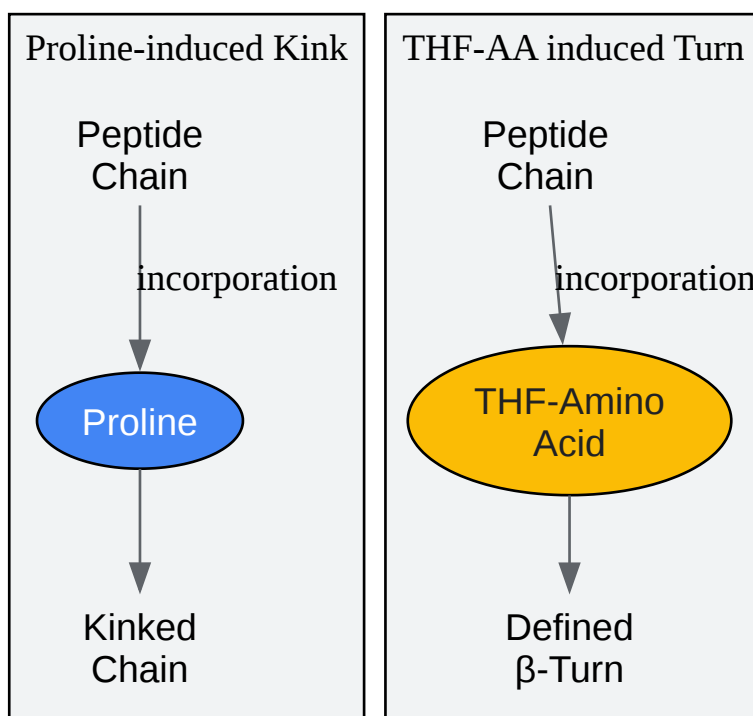 Proline-induced Kink
Peptide
Chain
incorporation
Proline
Kinked
Chain
THF-AA induced Turn
Peptide
Chain
incorporation
THF-Amino
Acid
Defined
β-Turn